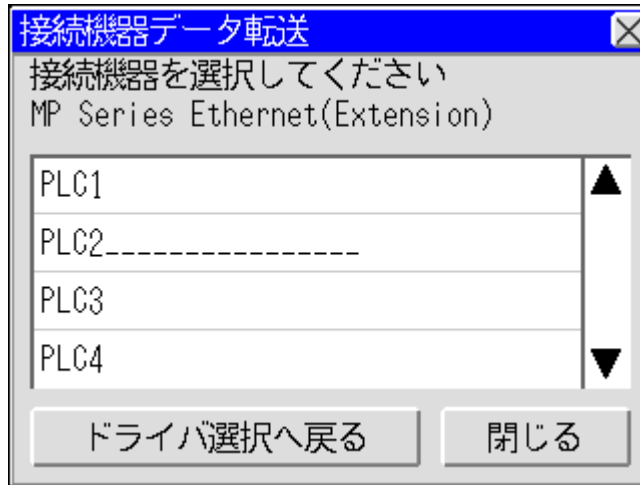 接続機器データ転送
接続機器を選択してください
MP Series Ethernet(Extension)
PLC1
PLC2________________
PLC3
PLC4
ドライバ選択へ戻る
閉じる